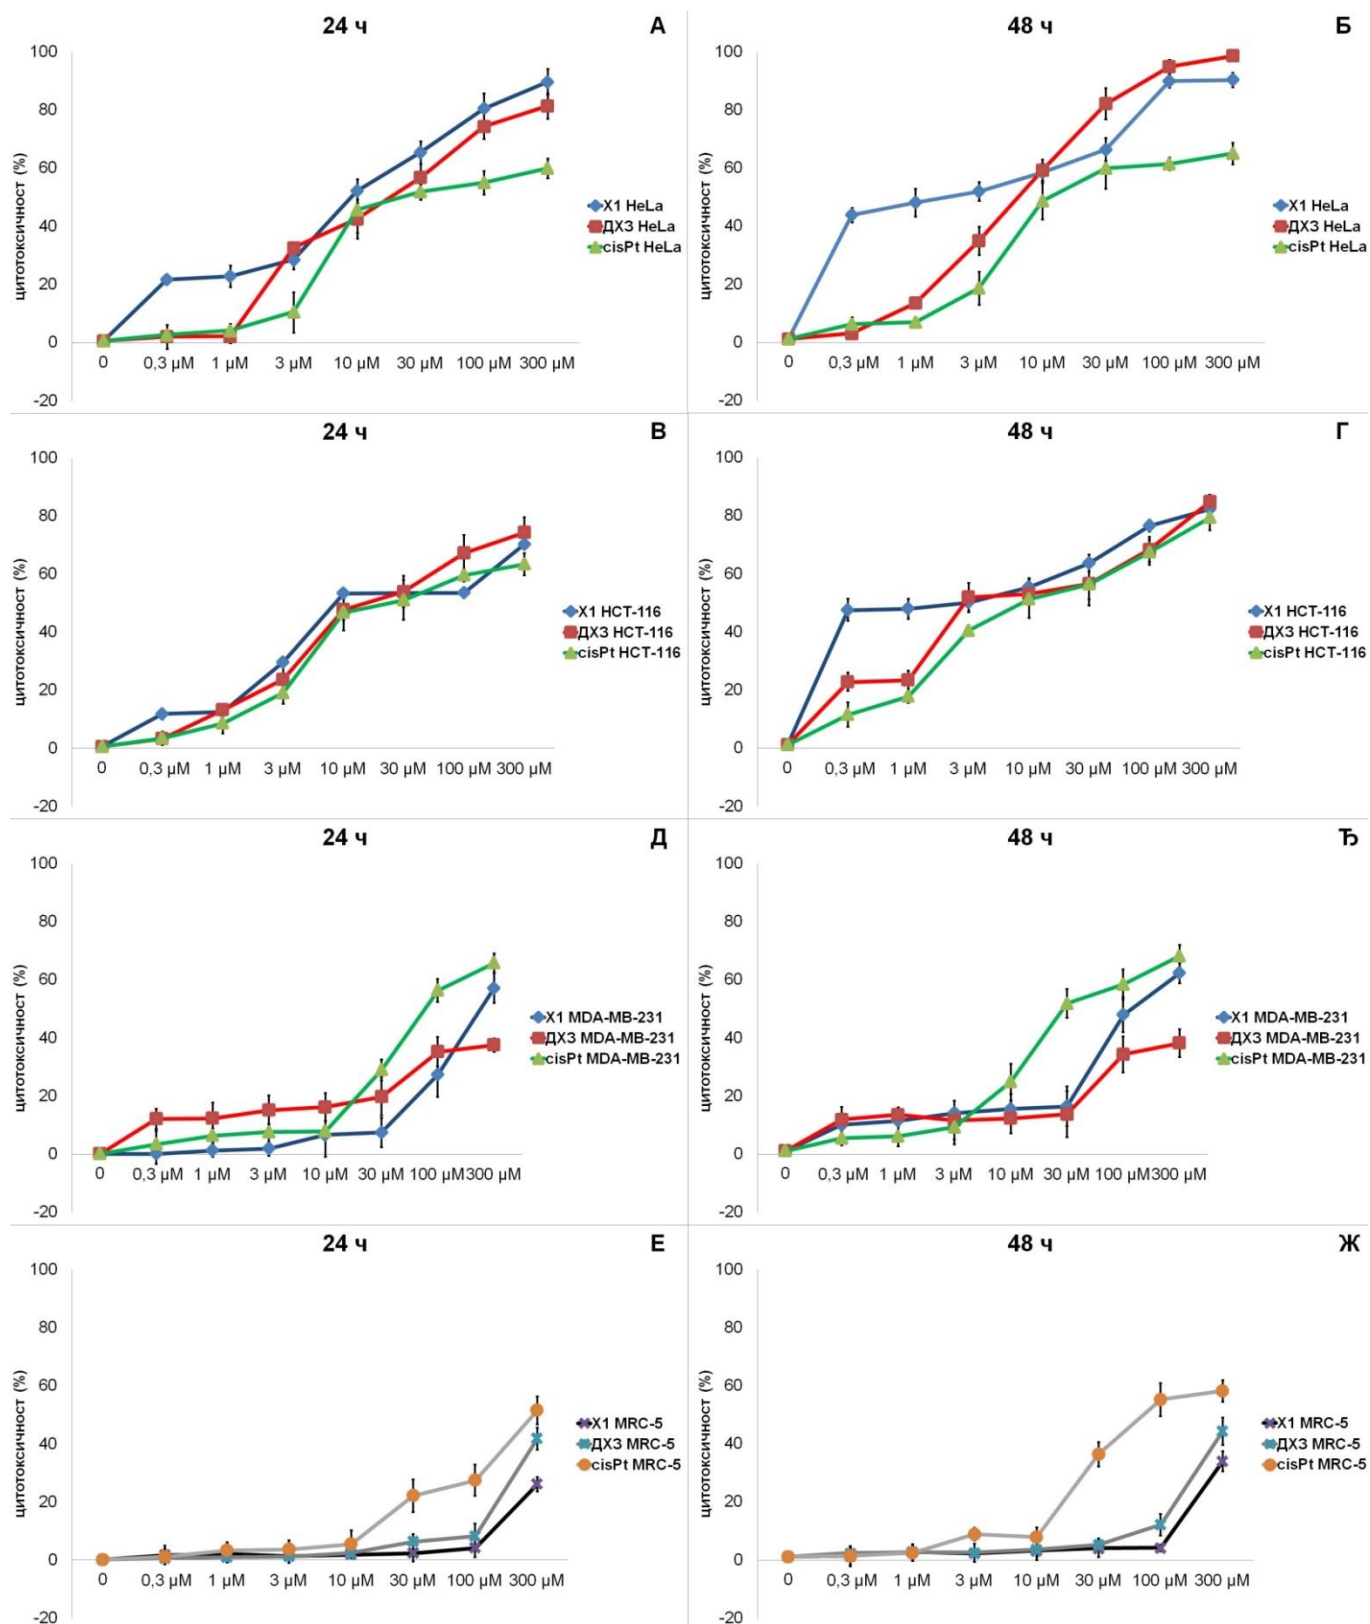 24 ч
А
цитотоксичност (%)
100
80
60
40
20
0
-20
0
0,3 μM
1 μM
3 μM
10 μM
30 μM
100 μM
300 μM
Х1 HeLa
ДХ3 HeLa
cisPt HeLa
48 ч
Б
цитотоксичност (%)
100
80
60
40
20
0
-20
0
0,3 μM
1 μM
3 μM
10 μM
30 μM
100 μM
300 μM
Х1 HeLa
ДХ3 HeLa
cisPt HeLa
24 ч
В
цитотоксичност (%)
100
80
60
40
20
0
-20
0
0,3 μM
1 μM
3 μM
10 μM
30 μM
100 μM
300 μM
Х1 HCT-116
ДХ3 HCT-116
cisPt HCT-116
48 ч
Г
цитотоксичност (%)
100
80
60
40
20
0
-20
0
0,3 μM
1 μM
3 μM
10 μM
30 μM
100 μM
300 μM
Х1 HCT-116
ДХ3 HCT-116
cisPt HCT-116
24 ч
Д
цитотоксичност (%)
100
80
60
40
20
0
-20
0
0,3 μM
1 μM
3 μM
10 μM
30 μM
100 μM
300 μM
Х1 MDA-MB-231
ДХ3 MDA-MB-231
cisPt MDA-MB-231
48 ч
Ђ
цитотоксичност (%)
100
80
60
40
20
0
-20
0
0,3 μM
1 μM
3 μM
10 μM
30 μM
100 μM
300 μM
Х1 MDA-MB-231
ДХ3 MDA-MB-231
cisPt MDA-MB-231
24 ч
Е
цитотоксичност (%)
100
80
60
40
20
0
-20
0
0,3 μM
1 μM
3 μM
10 μM
30 μM
100 μM
300 μM
Х1 MRC-5
ДХ3 MRC-5
cisPt MRC-5
48 ч
Ж
цитотоксичност (%)
100
80
60
40
20
0
-20
0
0,3 μM
1 μM
3 μM
10 μM
30 μM
100 μM
300 μM
Х1 MRC-5
ДХ3 MRC-5
cisPt MRC-5